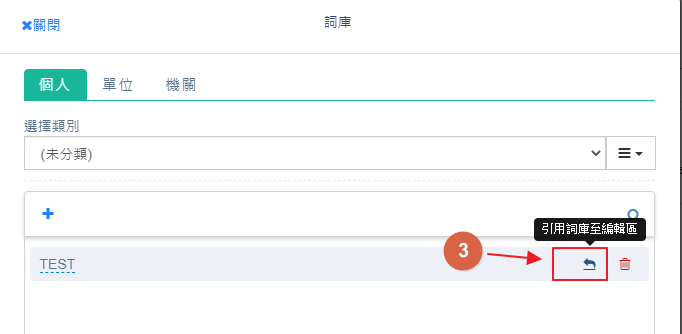 關閉
詞庫
個人 單位 機關
選擇類別
(未分類)
引用詞庫至編輯區
3
TEST